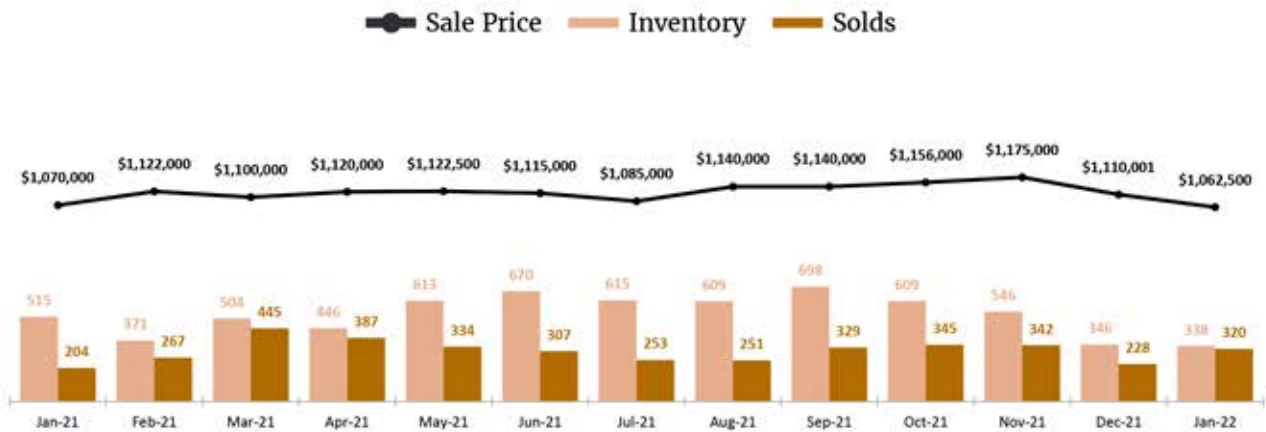 Sale Price Inventory Solds
$1,070,000 $1,122,000 $1,100,000 $1,120,000 $1,122,500 $1,115,000 $1,085,000 $1,140,000 $1,140,000 $1,156,000 $1,175,000 $1,110,001 $1,062,500
515 204 371 267 504 445 446 387 613 334 670 307 615 253 609 251 698 329 609 345 546 342 346 228 338 320
Jan-21 Feb-21 Mar-21 Apr-21 May-21 Jun-21 Jul-21 Aug-21 Sep-21 Oct-21 Nov-21 Dec-21 Jan-22